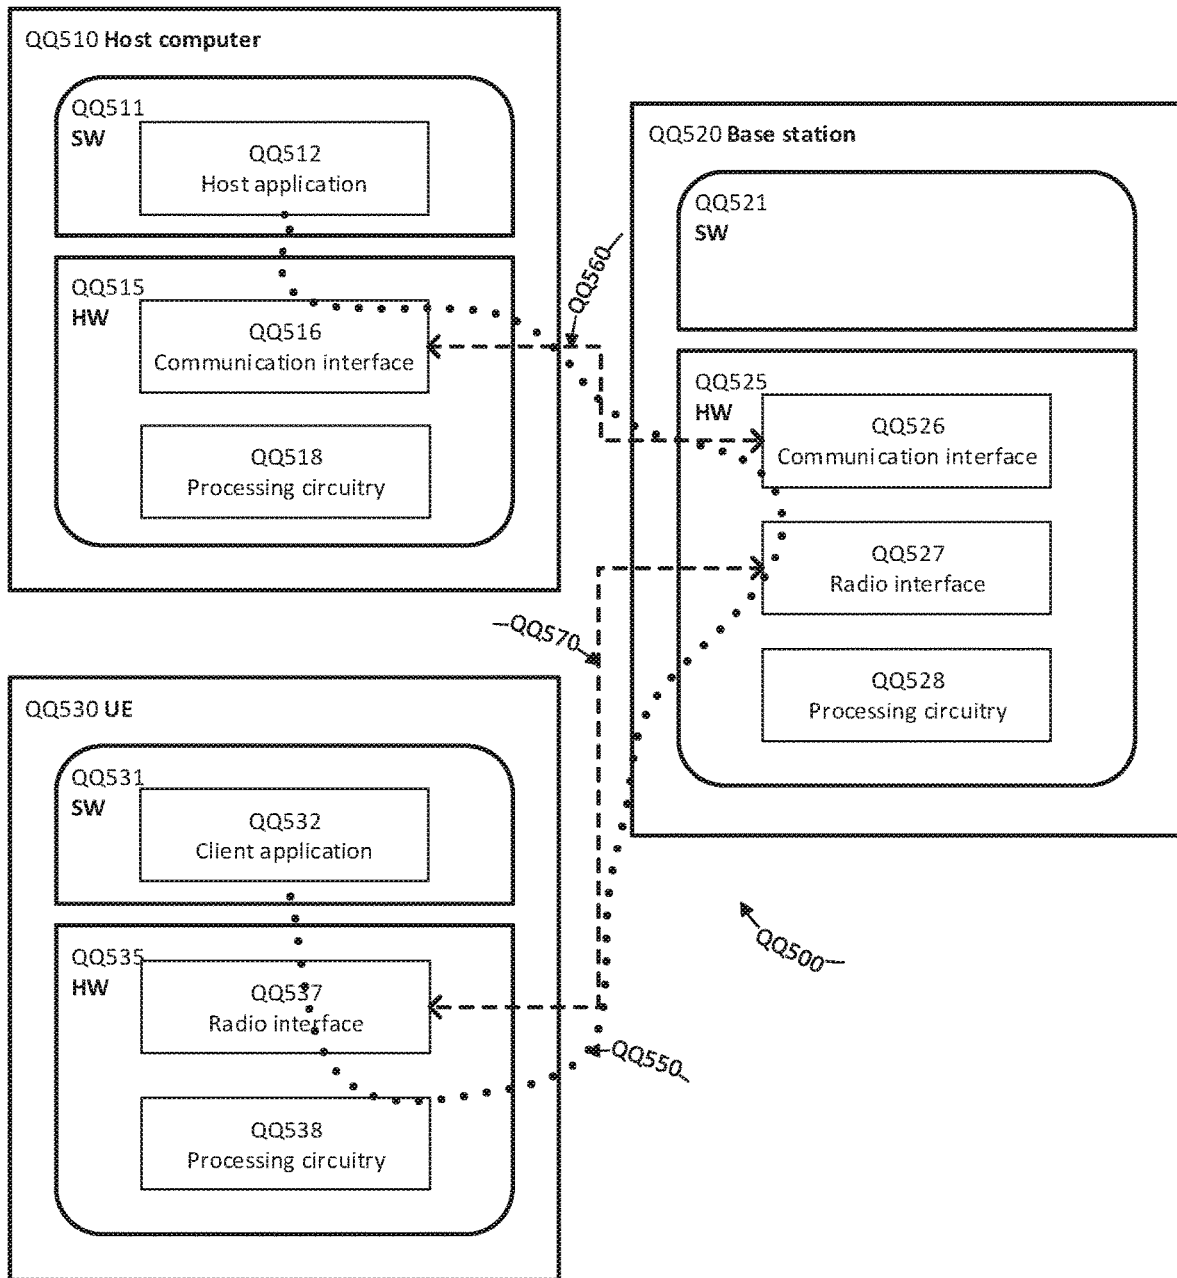 QQ510 Host computer
QQ511
SW
QQ512
Host application
QQ515
HW
QQ516
Communication interface
QQ518
Processing circuitry
QQ560
QQ520 Base station
QQ521
SW
QQ525
HW
QQ526
Communication interface
QQ527
Radio interface
QQ528
Processing circuitry
QQ570
QQ530 UE
QQ531
SW
QQ532
Client application
QQ535
HW
QQ537
Radio interface
QQ538
Processing circuitry
QQ500
QQ550